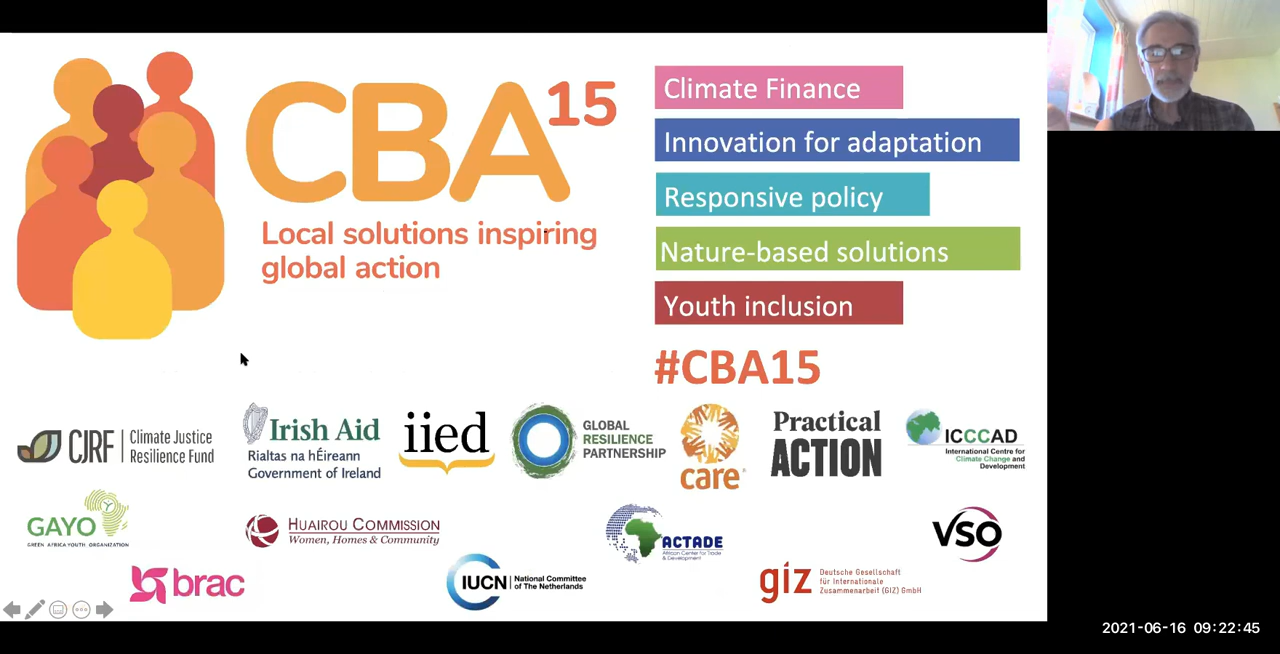 CBA15
Local solutions inspiring
global action
Climate Finance
Innovation for adaptation
Responsive policy
Nature-based solutions
Youth inclusion
#CBA15
CJRF
Climate Justice
Resilience Fund
Irish Aid
Rialtas na hÉireann
Government of Ireland
iied
GLOBAL
RESILIENCE
PARTNERSHIP
care®
Practical
ACTION
ICCCAD
International Centre for
Climate Change and
Development
GAYO
GREEN AFRICA YOUTH ORGANIZATION
HUAIROU COMMISSION
Women, Homes & Community
ACTADE
African Center for Trade
& Development
VSO
brac
IUCN
National Committee
of The Netherlands
giz
Deutsche Gesellschaft
für Internationale
Zusammenarbeit (GIZ) GmbH
2021-06-16 09:22:45